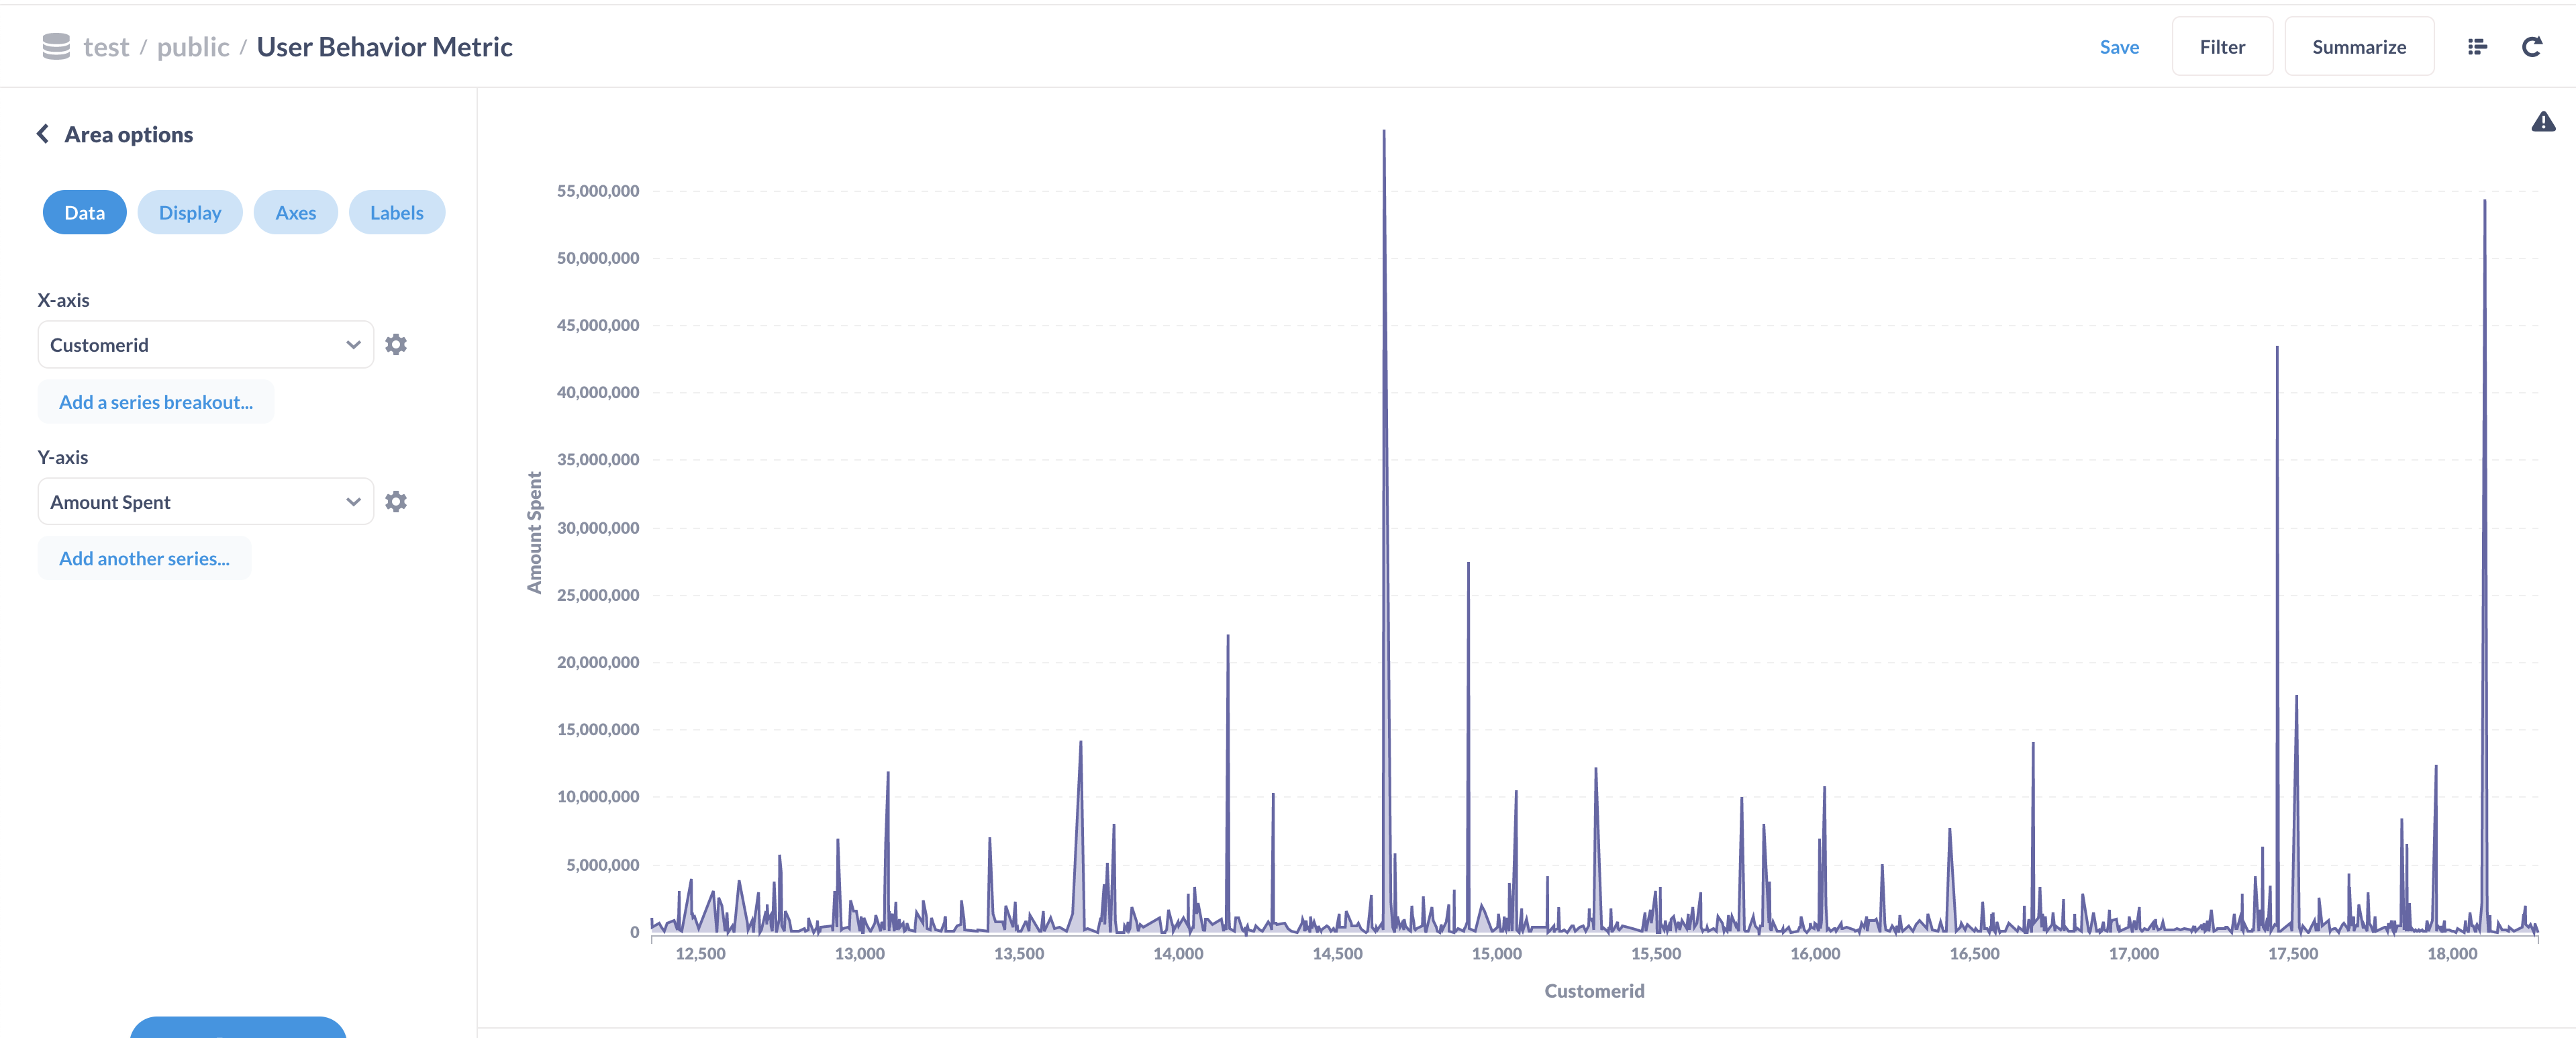 test / public / User Behavior Metric
Save
Filter
Summarize
Area options
Data
Display
Axes
Labels
X-axis
Customerid
Add a series breakout...
Y-axis
Amount Spent
Add another series...
Amount Spent
55,000,000
50,000,000
45,000,000
40,000,000
35,000,000
30,000,000
25,000,000
20,000,000
15,000,000
10,000,000
5,000,000
0
12,500 13,000 13,500 14,000 14,500 15,000 15,500 16,000 16,500 17,000 17,500 18,000
Customerid